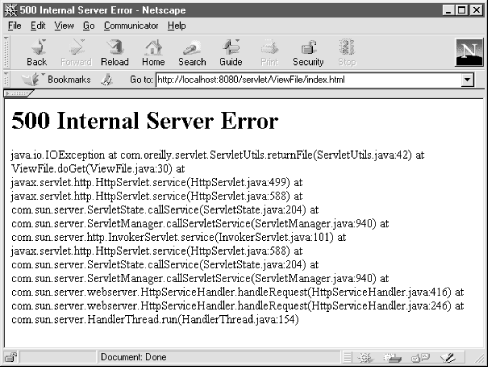 500 Internal Server Error - Netscape
File Edit View Go Communicator Help
Back Forward Reload Home Search Guide Print Security Stop
Bookmarks Go to: http://localhost:8080/servlet/ViewFile/index.html
500 Internal Server Error
java.io.IOException at com.oreilly.servlet.ServletUtils.returnFile(ServletUtils.java:42) at
ViewFile.doGet(ViewFile.java:30) at
javax.servlet.http.HttpServlet.service(HttpServlet.java:499) at
javax.servlet.http.HttpServlet.service(HttpServlet.java:588) at
com.sun.server.ServletState.callService(ServletState.java:204) at
com.sun.server.ServletManager.callServletService(ServletManager.java:940) at
com.sun.server.http.InvokerServlet.service(InvokerServlet.java:101) at
javax.servlet.http.HttpServlet.service(HttpServlet.java:588) at
com.sun.server.ServletState.callService(ServletState.java:204) at
com.sun.server.ServletManager.callServletService(ServletManager.java:940) at
com.sun.webserver.HttpServiceHandler.handleRequest(HttpServiceHandler.java:416) at
com.sun.webserver.HttpServiceHandler.handleRequest(HttpServiceHandler.java:246) at
com.sun.server.HandlerThread.run(HandlerThread.java:154)
Document: Done